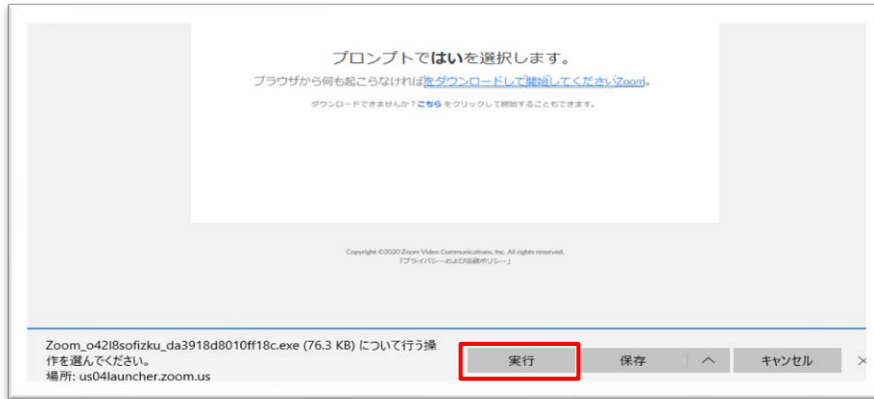 プロンプトではいを選択します。
ブラウザから何も起こらなければをダウンロードして開始してくださいZoom。
ダウンロードできませんか？こちらをクリックして開始することもできます。
Copyright ©2020 Zoom Video Communications, Inc. All rights reserved.
「プライバシーおよび法務ポリシー」
Zoom_o42l8sofizku_da3918d8010ff18c.exe (76.3 KB) について行う操
作を選んでください。
場所: us04launcher.zoom.us
実行
保存
キャンセル